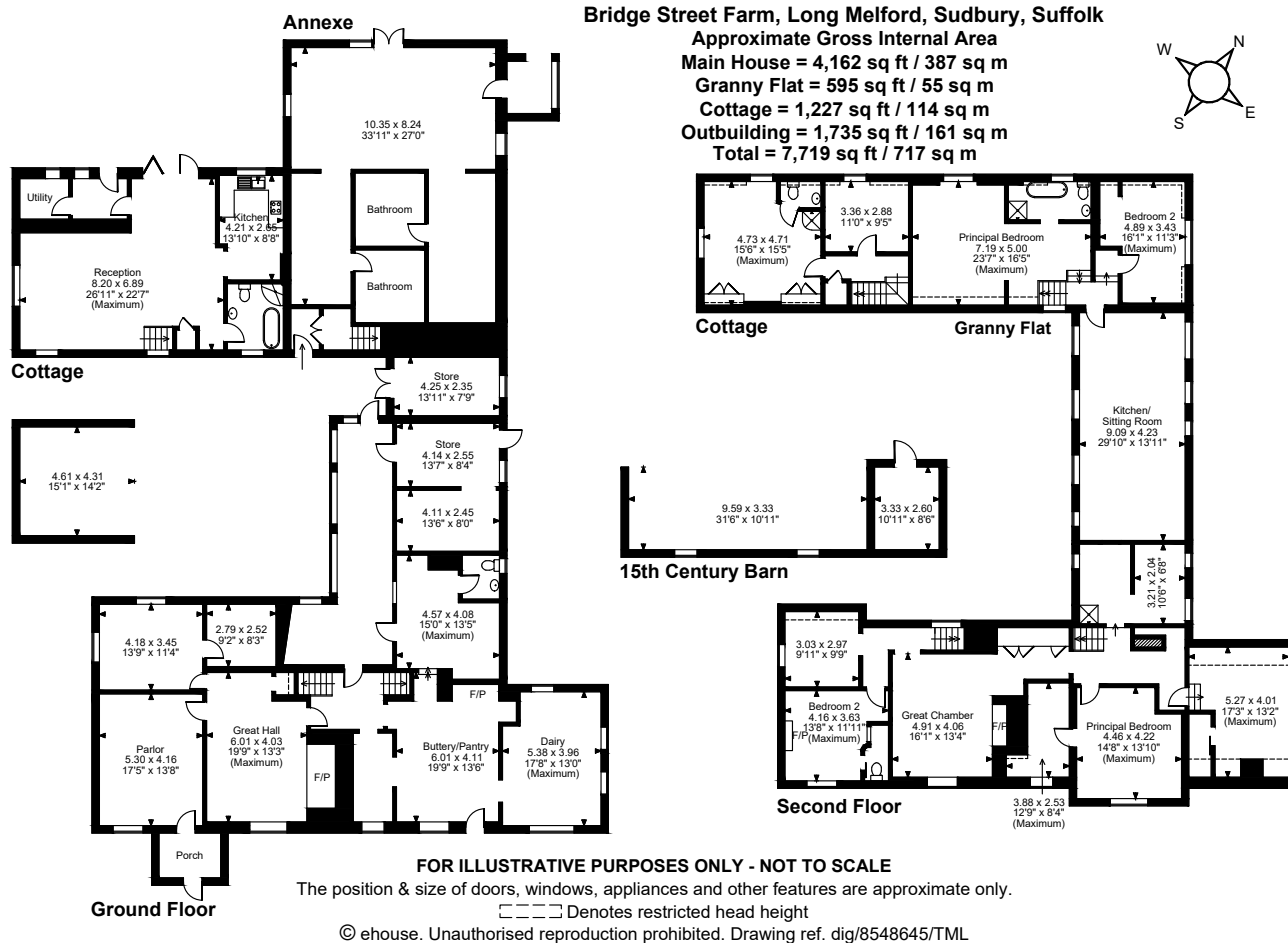 Bridge Street Farm, Long Melford, Sudbury, Suffolk
Approximate Gross Internal Area
Main House = 4,162 sq ft / 387 sq m
Granny Flat = 595 sq ft / 55 sq m
Cottage = 1,227 sq ft / 114 sq m
Outbuilding = 1,735 sq ft / 161 sq m
Total = 7,719 sq ft / 717 sq m
W
N
S
E
Annexe
10.35 x 8.24
33'11" x 27'0"
Bathroom
Bathroom
Utility
Kitchen
4.21 x 2.65
13'10" x 8'8"
Reception
8.20 x 6.89
26'11" x 22'7"
(Maximum)
Cottage
Store
4.25 x 2.35
13'11" x 7'9"
Store
4.14 x 2.55
13'7" x 8'4"
4.11 x 2.45
13'6" x 8'0"
4.61 x 4.31
15'1" x 14'2"
4.57 x 4.08
15'0" x 13'5"
(Maximum)
4.18 x 3.45
13'9" x 11'4"
2.79 x 2.52
9'2" x 8'3"
Parlor
5.30 x 4.16
17'5" x 13'8"
Great Hall
6.01 x 4.03
19'9" x 13'3"
(Maximum)
F/P
F/P
Buttery/Pantry
6.01 x 4.11
19'9" x 13'6"
Dairy
5.38 x 3.96
17'8" x 13'0"
(Maximum)
Porch
Ground Floor
4.73 x 4.71
15'6" x 15'5"
(Maximum)
3.36 x 2.88
11'0" x 9'5"
Principal Bedroom
7.19 x 5.00
23'7" x 16'5"
(Maximum)
Bedroom 2
4.89 x 3.43
16'1" x 11'3"
(Maximum)
Cottage
Granny Flat
Kitchen/
Sitting Room
9.09 x 4.23
29'10" x 13'11"
3.21 x 2.04
10'6" x 6'8"
9.59 x 3.33
31'6" x 10'11"
3.33 x 2.60
10'11" x 8'6"
15th Century Barn
3.03 x 2.97
9'11" x 9'9"
Bedroom 2
4.16 x 3.63
13'8" x 11'11"
(Maximum)
F/P
Great Chamber
4.91 x 4.06
16'1" x 13'4"
F/P
Principal Bedroom
4.46 x 4.22
14'8" x 13'10"
(Maximum)
5.27 x 4.01
17'3" x 13'2"
(Maximum)
3.88 x 2.53
12'9" x 8'4"
(Maximum)
Second Floor
FOR ILLUSTRATIVE PURPOSES ONLY - NOT TO SCALE
The position & size of doors, windows, appliances and other features are approximate only.
Denotes restricted head height
© ehouse. Unauthorised reproduction prohibited. Drawing ref. dig/8548645/TML